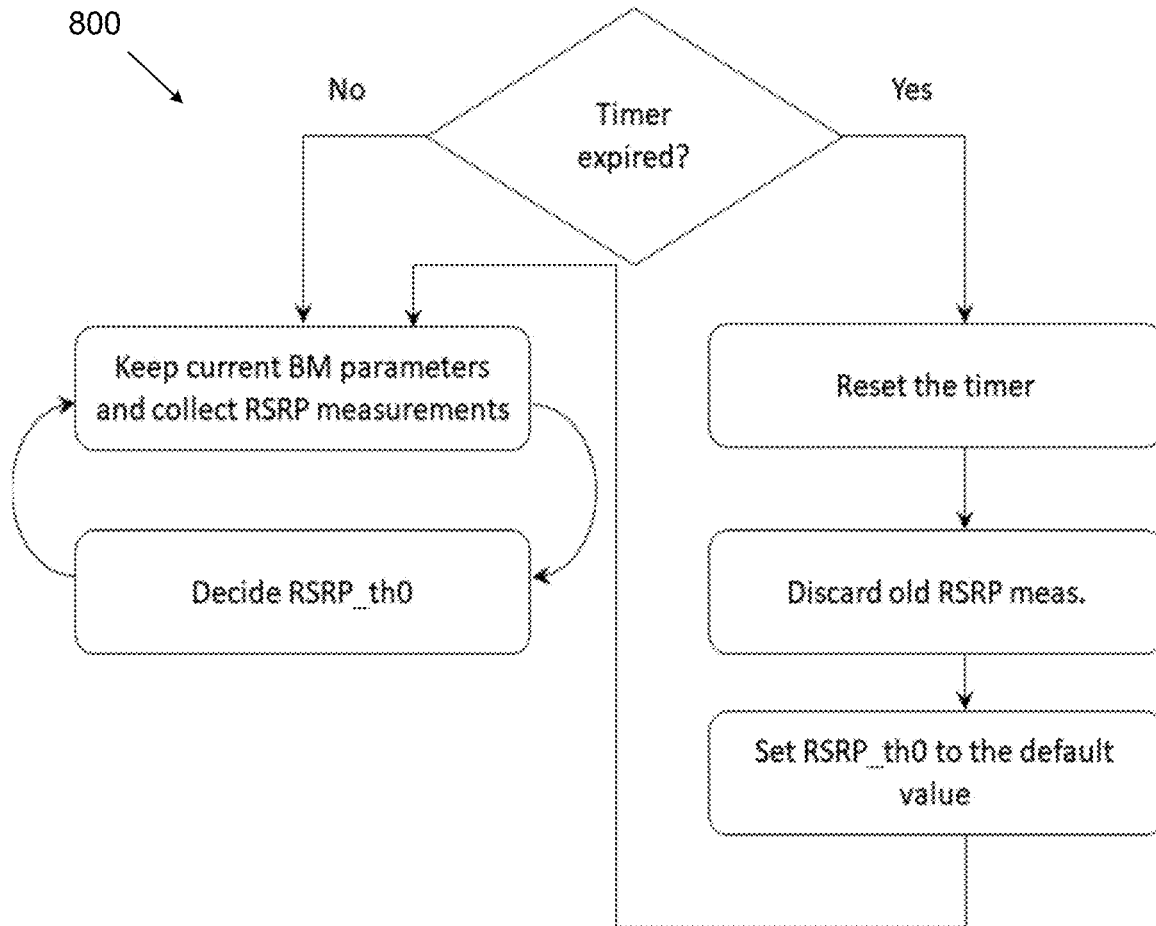 800
No
Yes
Timer
expired?
Keep current BM parameters
and collect RSRP measurements
Reset the timer
Decide RSRP_th0
Discard old RSRP meas.
Set RSRP_th0 to the default
value